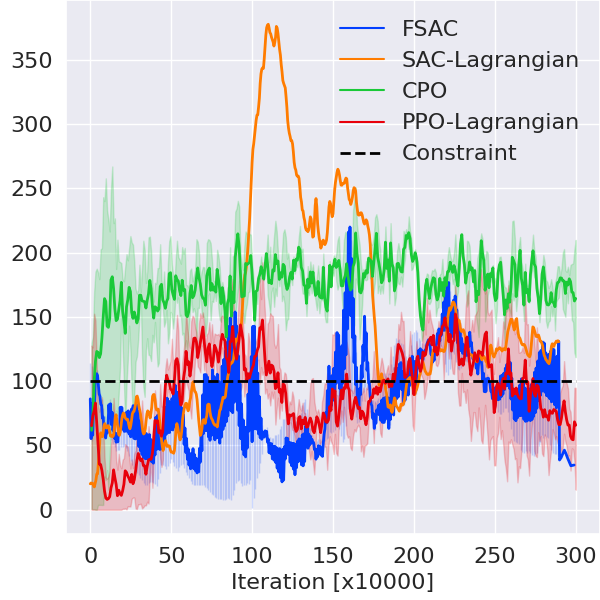 FSAC
SAC-Lagrangian
CPO
PPO-Lagrangian
Constraint
350
300
250
200
150
100
50
0
0 50 100 150 200 250 300
Iteration [x10000]